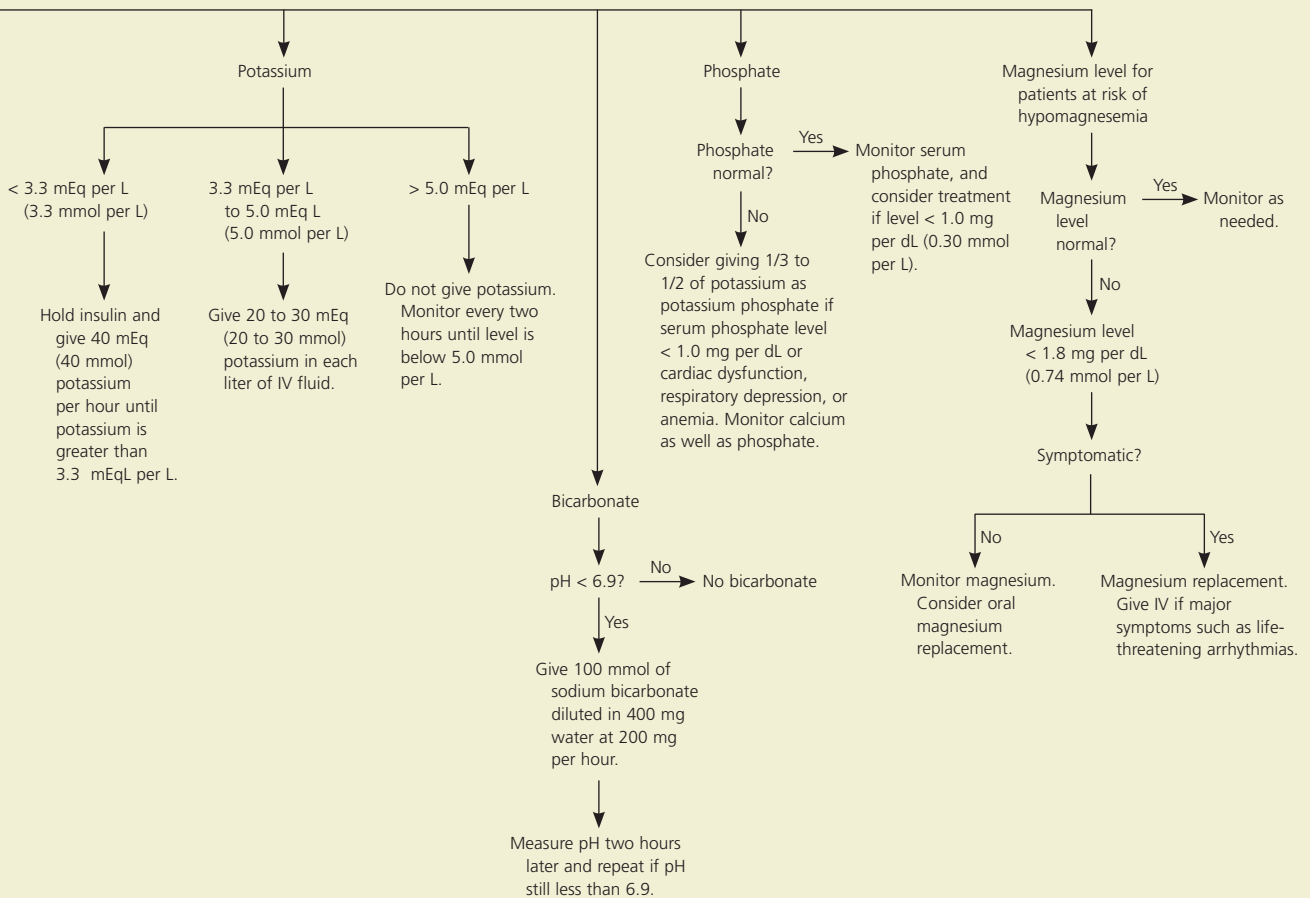 Potassium
< 3.3 mEq per L
(3.3 mmol per L)
Hold insulin and
give 40 mEq
(40 mmol)
potassium
per hour until
potassium is
greater than
3.3 mEqL per L.
3.3 mEq per L
to 5.0 mEq L
(5.0 mmol per L)
Give 20 to 30 mEq
(20 to 30 mmol)
potassium in each
liter of IV fluid.
> 5.0 mEq per L
Do not give potassium.
Monitor every two
hours until level is
below 5.0 mmol
per L.
Bicarbonate
pH < 6.9?
No
No bicarbonate
Yes
Give 100 mmol of
sodium bicarbonate
diluted in 400 mg
water at 200 mg
per hour.
Measure pH two hours
later and repeat if pH
still less than 6.9.
Phosphate
Phosphate
normal?
Yes
Monitor serum
phosphate, and
consider treatment
if level < 1.0 mg
per dL (0.30 mmol
per L).
No
Consider giving 1/3 to
1/2 of potassium as
potassium phosphate if
serum phosphate level
< 1.0 mg per dL or
cardiac dysfunction,
respiratory depression, or
anemia. Monitor calcium
as well as phosphate.
Magnesium level for
patients at risk of
hypomagnesemia
Magnesium
level
normal?
Yes
Monitor as
needed.
No
Magnesium level
< 1.8 mg per dL
(0.74 mmol per L)
Symptomatic?
No
Monitor magnesium.
Consider oral
magnesium
replacement.
Yes
Magnesium replacement.
Give IV if major
symptoms such as life-
threatening arrhythmias.